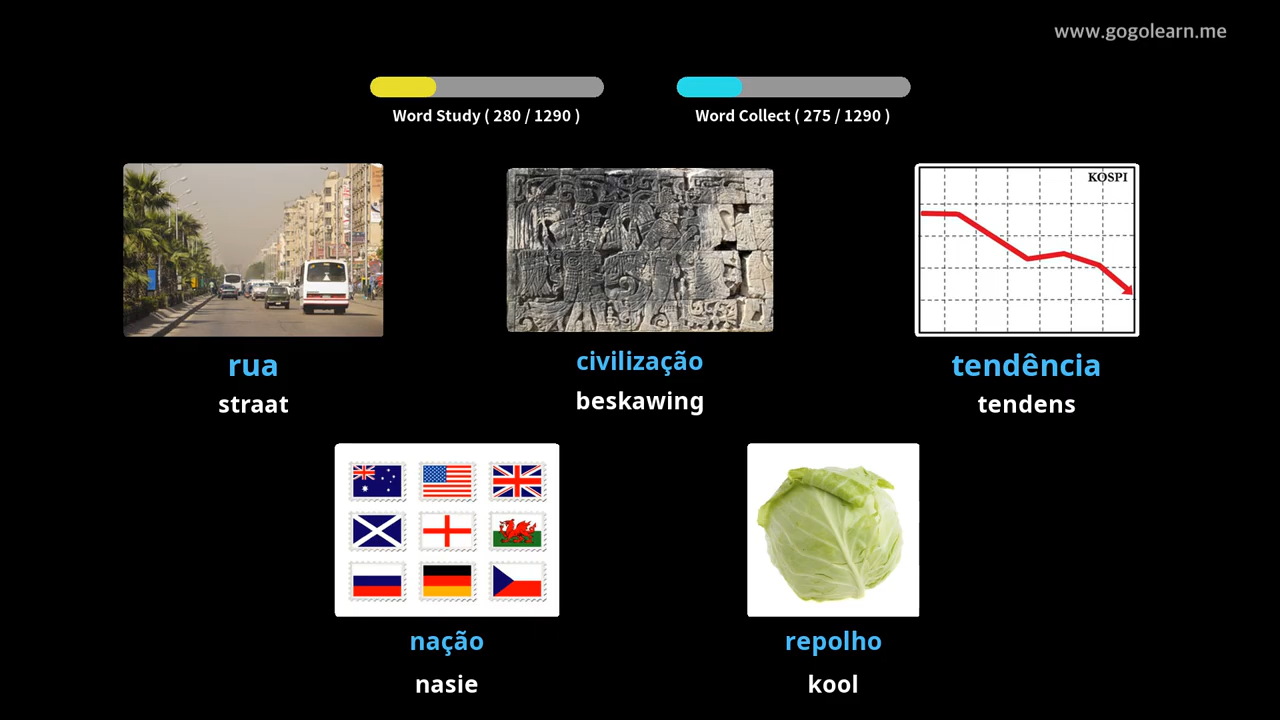 www.gogolearn.me
Word Study ( 280 / 1290 )
Word Collect ( 275 / 1290 )
KOSPI
rua
straat
civilização
beskawing
tendência
tendens
nação
nasie
repolho
kool